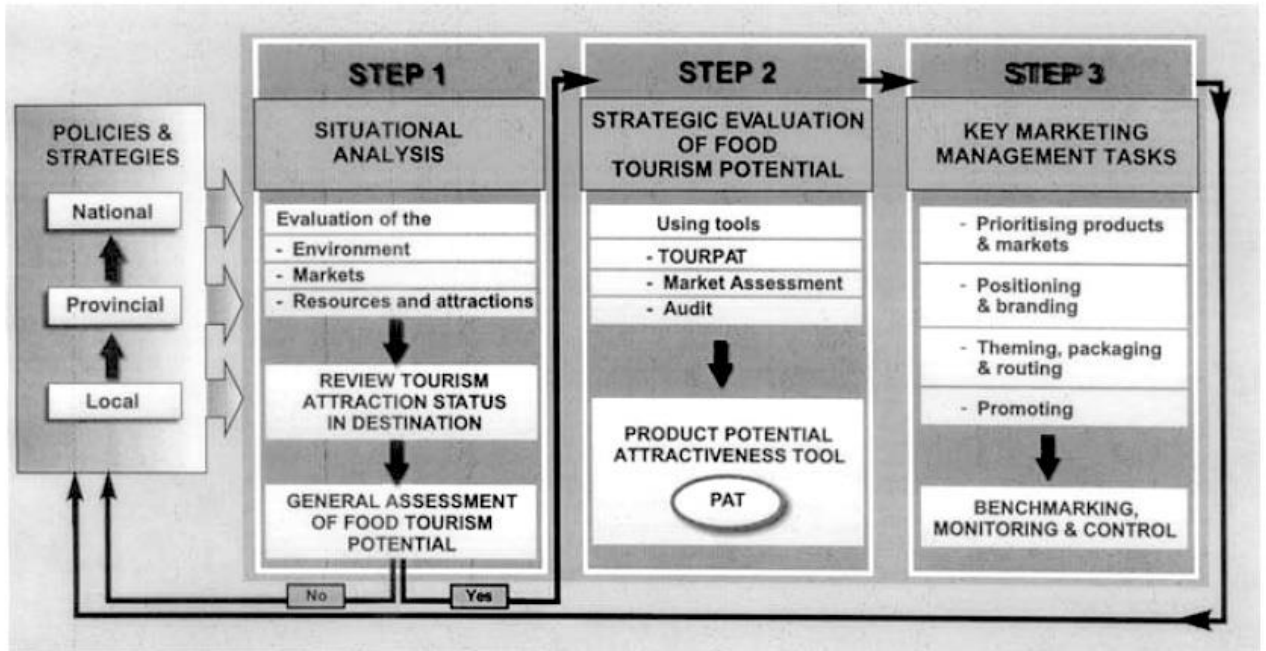 POLICIES &
STRATEGIES
National
Provincial
Local
STEP 1
SITUATIONAL
ANALYSIS
Evaluation of the
- Environment
- Markets
- Resources and attractions
REVIEW TOURISM
ATTRACTION STATUS
IN DESTINATION
GENERAL ASSESSMENT
OF FOOD TOURISM
POTENTIAL
No
Yes
STEP 2
STRATEGIC EVALUATION
OF FOOD
TOURISM POTENTIAL
Using tools
- TOURPAT
- Market Assessment
- Audit
PRODUCT POTENTIAL
ATTRACTIVENESS TOOL
PAT
STEP 3
KEY MARKETING
MANAGEMENT TASKS
- Prioritising products
& markets
- Positioning
& branding
- Theming, packaging
& routing
- Promoting
BENCHMARKING,
MONITORING & CONTROL